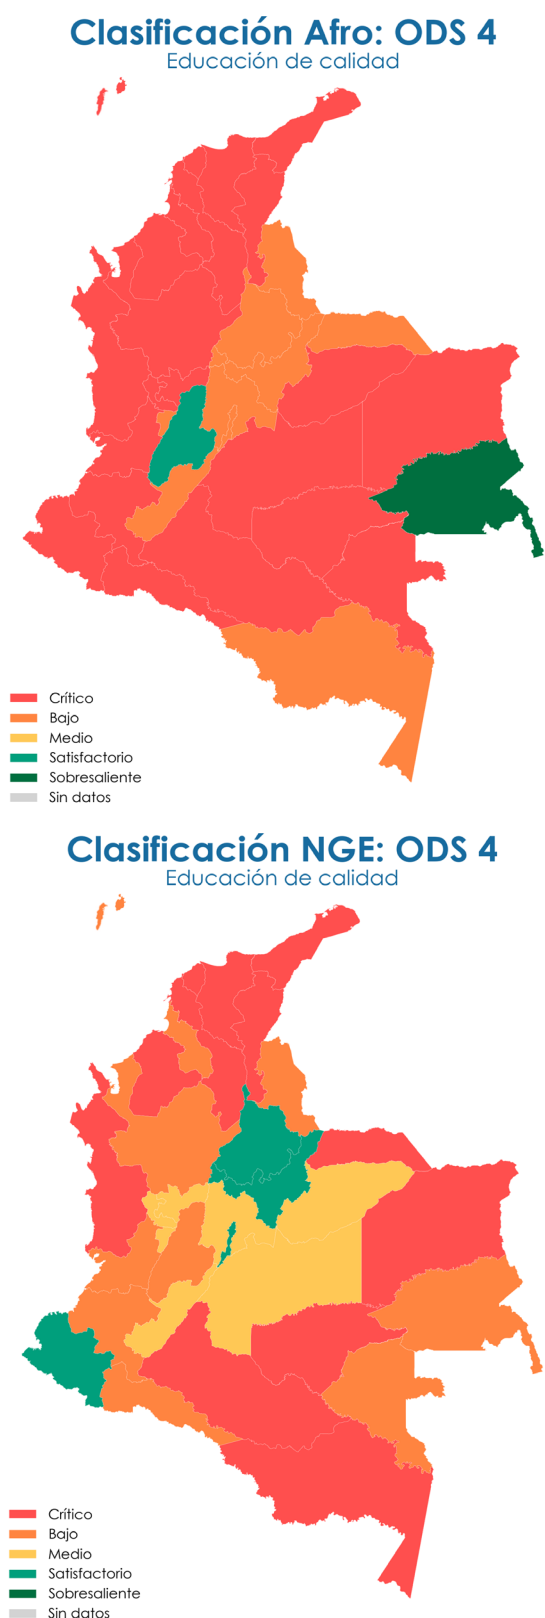 Clasificación Afro: ODS 4
Educación de calidad
Crítico
Bajo
Medio
Satisfactorio
Sobresaliente
Sin datos
Clasificación NGE: ODS 4
Educación de calidad
Crítico
Bajo
Medio
Satisfactorio
Sobresaliente
Sin datos